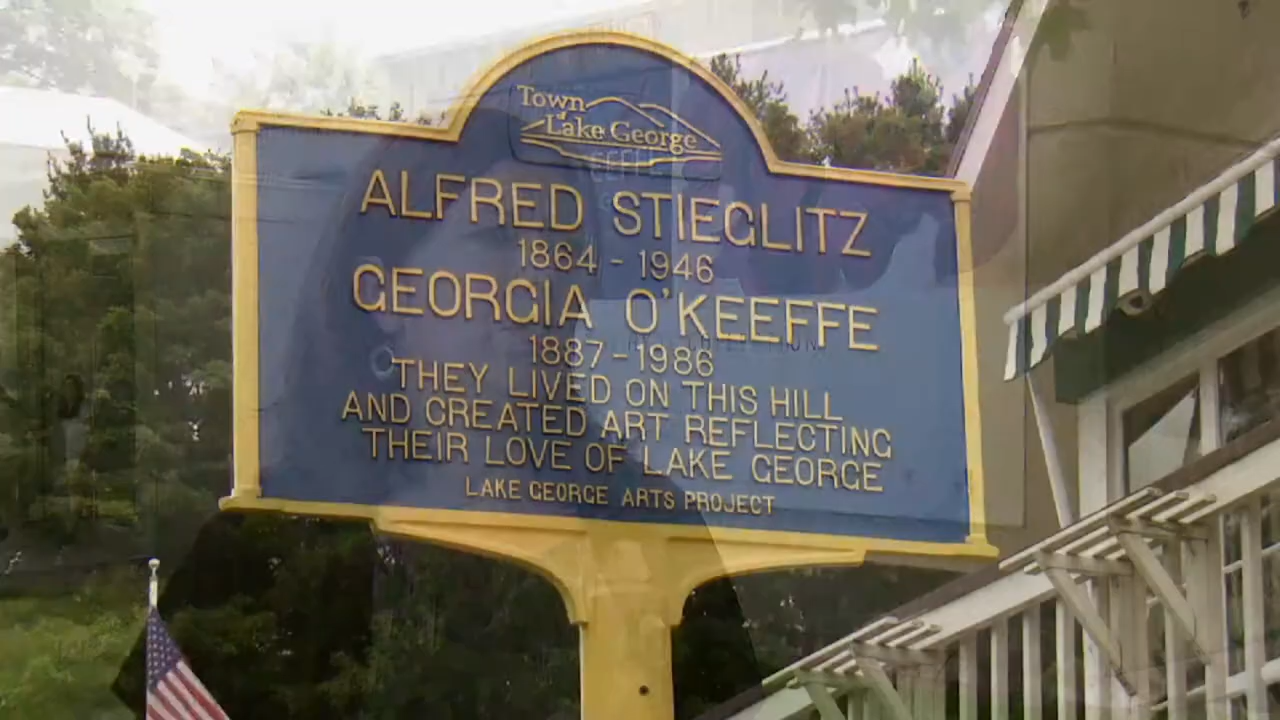 Town
of
Lake George
ALFRED STIEGLITZ
1864 - 1946
GEORGIA O'KEEFFE
1887 - 1986
THEY LIVED ON THIS HILL
AND CREATED ART REFLECTING
THEIR LOVE OF LAKE GEORGE
LAKE GEORGE ARTS PROJECT